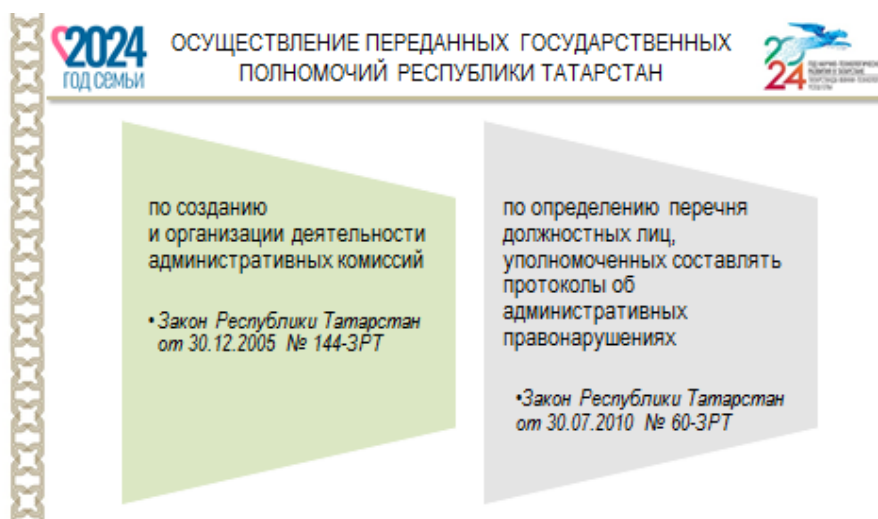 2024
ГОД СЕМЬИ
ОСУЩЕСТВЛЕНИЕ ПЕРЕДАННЫХ ГОСУДАРСТВЕННЫХ
ПОЛНОМОЧИЙ РЕСПУБЛИКИ ТАТАРСТАН
2024
по созданию
и организации деятельности
административных комиссий
•Закон Республики Татарстан
от 30.12.2005 № 144-ЗРТ
по определению перечня
должностных лиц,
уполномоченных составлять
протоколы об
административных
правонарушениях
•Закон Республики Татарстан
от 30.07.2010 № 60-ЗРТ